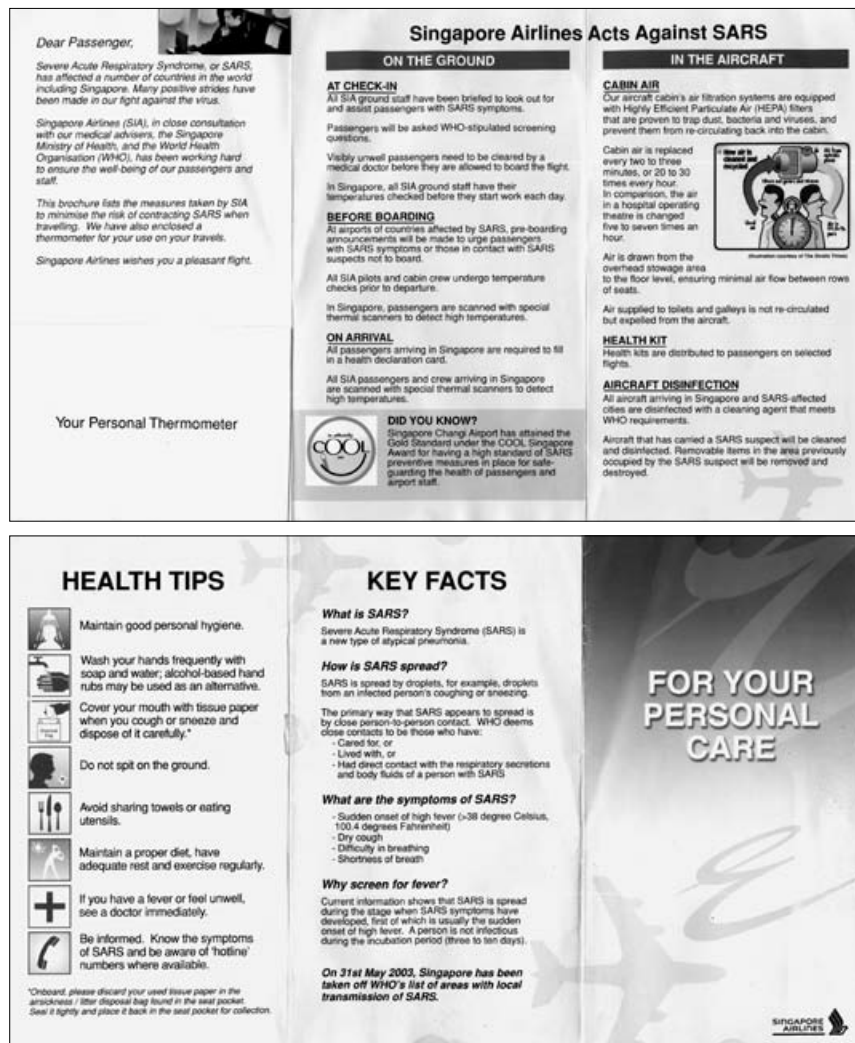 Dear Passenger,
Severe Acute Respiratory Syndrome, or SARS,
has affected a number of countries in the world
including Singapore. Many positive strides have
been made in our fight against the virus.
Singapore Airlines (SIA), in close consultation
with our medical advisers, the Singapore
Ministry of Health, and the World Health
Organisation (WHO), has been working hard
to ensure the well-being of our passengers and
staff.
This brochure lists the measures taken by SIA
to minimise the risk of contracting SARS when
travelling. We have also enclosed a
thermometer for your use on your travels.
Singapore Airlines wishes you a pleasant flight.
Your Personal Thermometer
Singapore Airlines Acts Against SARS
ON THE GROUND
AT CHECK-IN
All SIA ground staff have been briefed to look out for
and assist passengers with SARS symptoms.
Passengers will be asked WHO-stipulated screening
questions.
Visibly unwell passengers need to be cleared by a
medical doctor before they are allowed to board the flight.
In Singapore, all SIA ground staff have their
temperatures checked before they start work each day.
BEFORE BOARDING
At airports of countries affected by SARS, pre-boarding
announcements will be made to urge passengers
with SARS symptoms or those in contact with SARS
suspects not to board.
All SIA pilots and cabin crew undergo temperature
checks prior to departure.
In Singapore, passengers are scanned with special
thermal scanners to detect high temperatures.
ON ARRIVAL
All passengers arriving in Singapore are required to fill
in a health declaration card.
All SIA passengers and crew arriving in Singapore
are scanned with special thermal scanners to detect
high temperatures.
COOL
DID YOU KNOW?
Singapore Changi Airport has attained the
Gold Standard under the COOL Singapore
Award for having a high standard of SARS
preventive measures in place for safe-
guarding the health of passengers and
airport staff.
IN THE AIRCRAFT
CABIN AIR
Our aircraft cabin's air filtration systems are equipped
with Highly Efficient Particulate Air (HEPA) filters
that are proven to trap dust, bacteria and viruses, and
prevent them from re-circulating back into the cabin.
Cabin air is replaced
every two to three
minutes, or 20 to 30
times every hour.
In comparison, the air
in a hospital operating
theatre is changed
five to seven times an
hour.
How air is
cleaned and
recycled
(Illustration courtesy of The Straits Times)
Air is drawn from the
overhead stowage area
to the floor level, ensuring minimal air flow between rows
of seats.
Air supplied to toilets and galleys is not re-circulated
but expelled from the aircraft.
HEALTH KIT
Health kits are distributed to passengers on selected
flights.
AIRCRAFT DISINFECTION
All aircraft arriving in Singapore and SARS-affected
cities are disinfected with a cleaning agent that meets
WHO requirements.
Aircraft that has carried a SARS suspect will be cleaned
and disinfected. Removable items in the area previously
occupied by the SARS suspect will be removed and
destroyed.
HEALTH TIPS
Maintain good personal hygiene.
Wash your hands frequently with
soap and water; alcohol-based hand
rubs may be used as an alternative.
Cover your mouth with tissue paper
when you cough or sneeze and
dispose of it carefully.*
Do not spit on the ground.
Avoid sharing towels or eating
utensils.
Maintain a proper diet, have
adequate rest and exercise regularly.
If you have a fever or feel unwell,
see a doctor immediately.
Be informed. Know the symptoms
of SARS and be aware of 'hotline'
numbers where available.
*Onboard, please discard your used tissue paper in the
airsickness / litter disposal bag found in the seat pocket.
Seal it tightly and place it back in the seat pocket for collection.
KEY FACTS
What is SARS?
Severe Acute Respiratory Syndrome (SARS) is
a new type of atypical pneumonia.
How is SARS spread?
SARS is spread by droplets, for example, droplets
from an infected person's coughing or sneezing.
The primary way that SARS appears to spread is
by close person-to-person contact. WHO deems
close contacts to be those who have:
- Cared for, or
- Lived with, or
- Had direct contact with the respiratory secretions
and body fluids of a person with SARS
What are the symptoms of SARS?
- Sudden onset of high fever (>38 degree Celsius,
100.4 degrees Fahrenheit)
- Dry cough
- Difficulty in breathing
- Shortness of breath
Why screen for fever?
Current information shows that SARS is spread
during the stage when SARS symptoms have
developed, first of which is usually the sudden
onset of high fever. A person is not infectious
during the incubation period (three to ten days).
On 31st May 2003, Singapore has been
taken off WHO's list of areas with local
transmission of SARS.
FOR YOUR
PERSONAL
CARE
SINGAPORE
AIRLINES